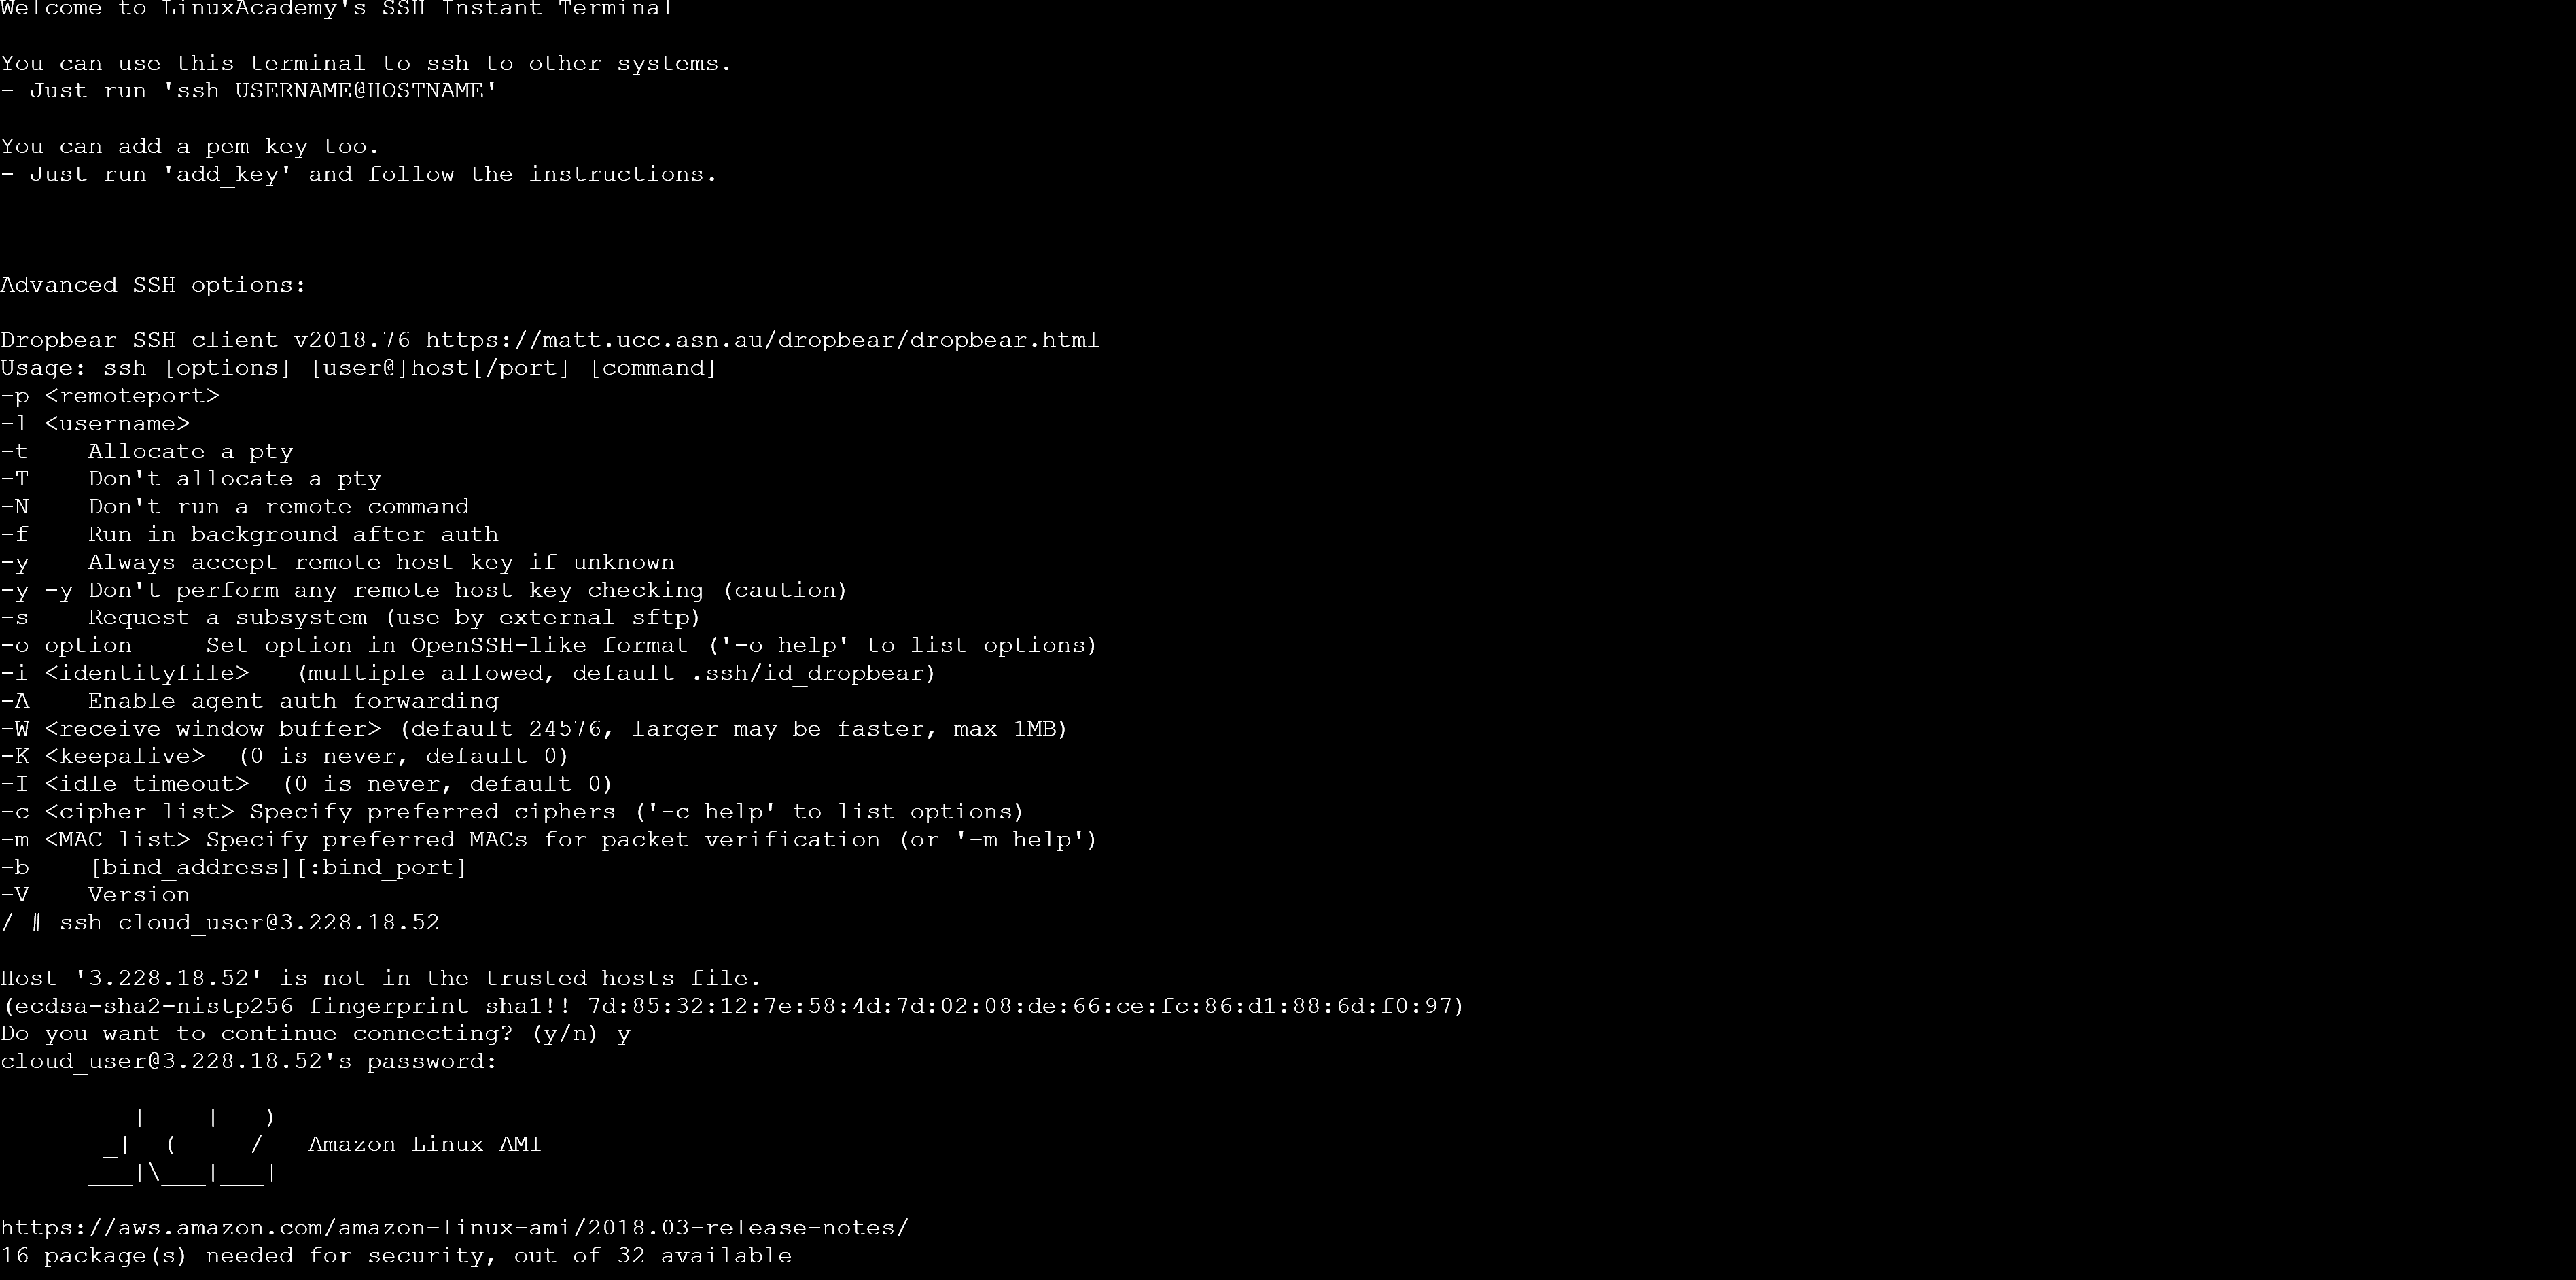 Welcome to LinuxAcademy's SSH Instant Terminal

You can use this terminal to ssh to other systems.
- Just run 'ssh USERNAME@HOSTNAME'

You can add a pem key too.
- Just run 'add_key' and follow the instructions.

Advanced SSH options:

Dropbear SSH client v2018.76 https://matt.ucc.asn.au/dropbear/dropbear.html
Usage: ssh [options] [user@]host[/port] [command]
-p <remoteport>
-l <username>
-t    Allocate a pty
-T    Don't allocate a pty
-N    Don't run a remote command
-f    Run in background after auth
-y    Always accept remote host key if unknown
-y -y Don't perform any remote host key checking (caution)
-s    Request a subsystem (use by external sftp)
-o option     Set option in OpenSSH-like format ('-o help' to list options)
-i <identityfile>   (multiple allowed, default .ssh/id_dropbear)
-A    Enable agent auth forwarding
-W <receive_window_buffer> (default 24576, larger may be faster, max 1MB)
-K <keepalive>  (0 is never, default 0)
-I <idle_timeout>  (0 is never, default 0)
-c <cipher list> Specify preferred ciphers ('-c help' to list options)
-m <MAC list> Specify preferred MACs for packet verification (or '-m help')
-b    [bind_address][:bind_port]
-V    Version
/ # ssh cloud_user@3.228.18.52

Host '3.228.18.52' is not in the trusted hosts file.
(ecdsa-sha2-nistp256 fingerprint sha1!! 7d:85:32:12:7e:58:4d:7d:02:08:de:66:ce:fc:86:d1:88:6d:f0:97)
Do you want to continue connecting? (y/n) y
cloud_user@3.228.18.52's password:

       __|  __|_  )
       _|  (     /   Amazon Linux AMI
      ___|\___|___|

https://aws.amazon.com/amazon-linux-ami/2018.03-release-notes/
16 package(s) needed for security, out of 32 available